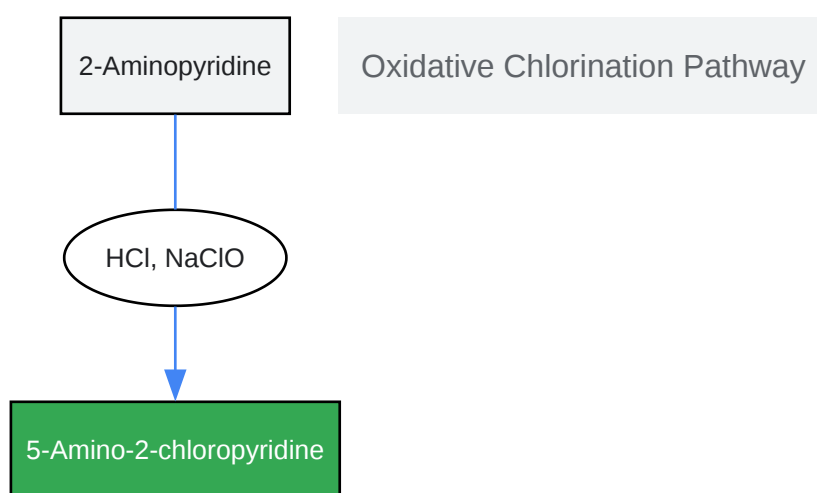 2-Aminopyridine
Oxidative Chlorination Pathway
HCl, NaClO
5-Amino-2-chloropyridine